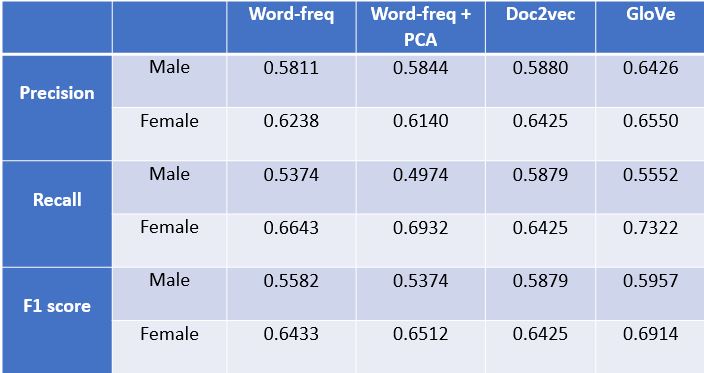 Word-freq Word-freq + PCA Doc2vec GloVe
Precision Male 0.5811 0.5844 0.5880 0.6426
Female 0.6238 0.6140 0.6425 0.6550
Recall Male 0.5374 0.4974 0.5879 0.5552
Female 0.6643 0.6932 0.6425 0.7322
F1 score Male 0.5582 0.5374 0.5879 0.5957
Female 0.6433 0.6512 0.6425 0.6914